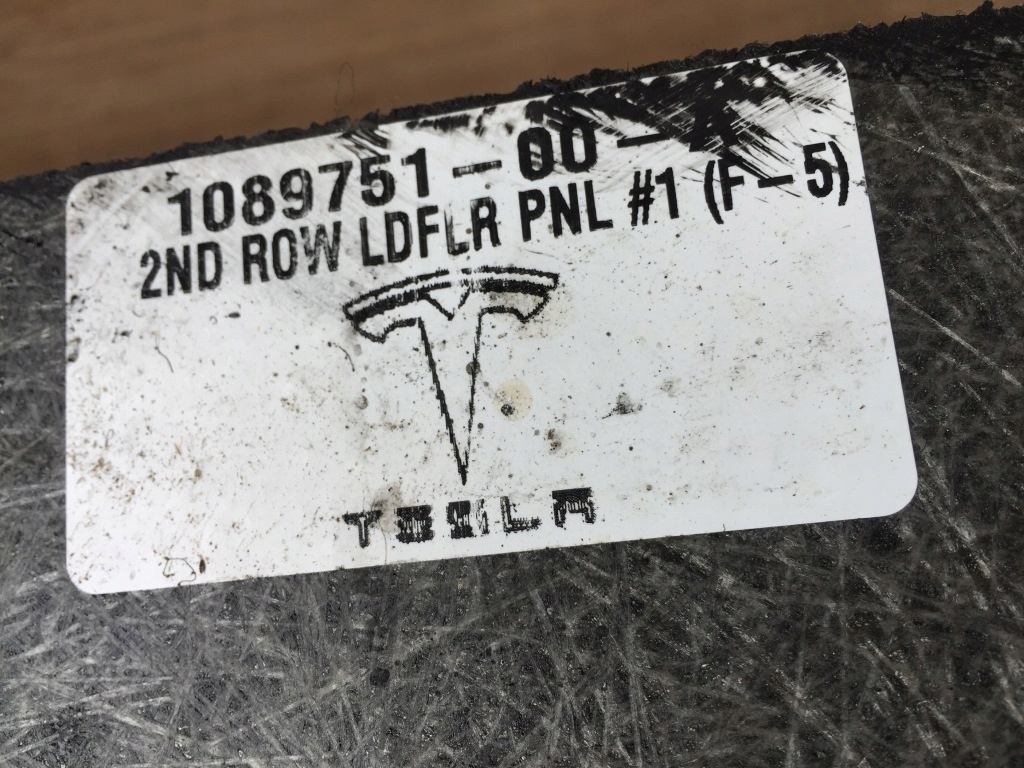 1089751-00-
2ND ROW LDFLR PNL #1 (F-5)
TESLA